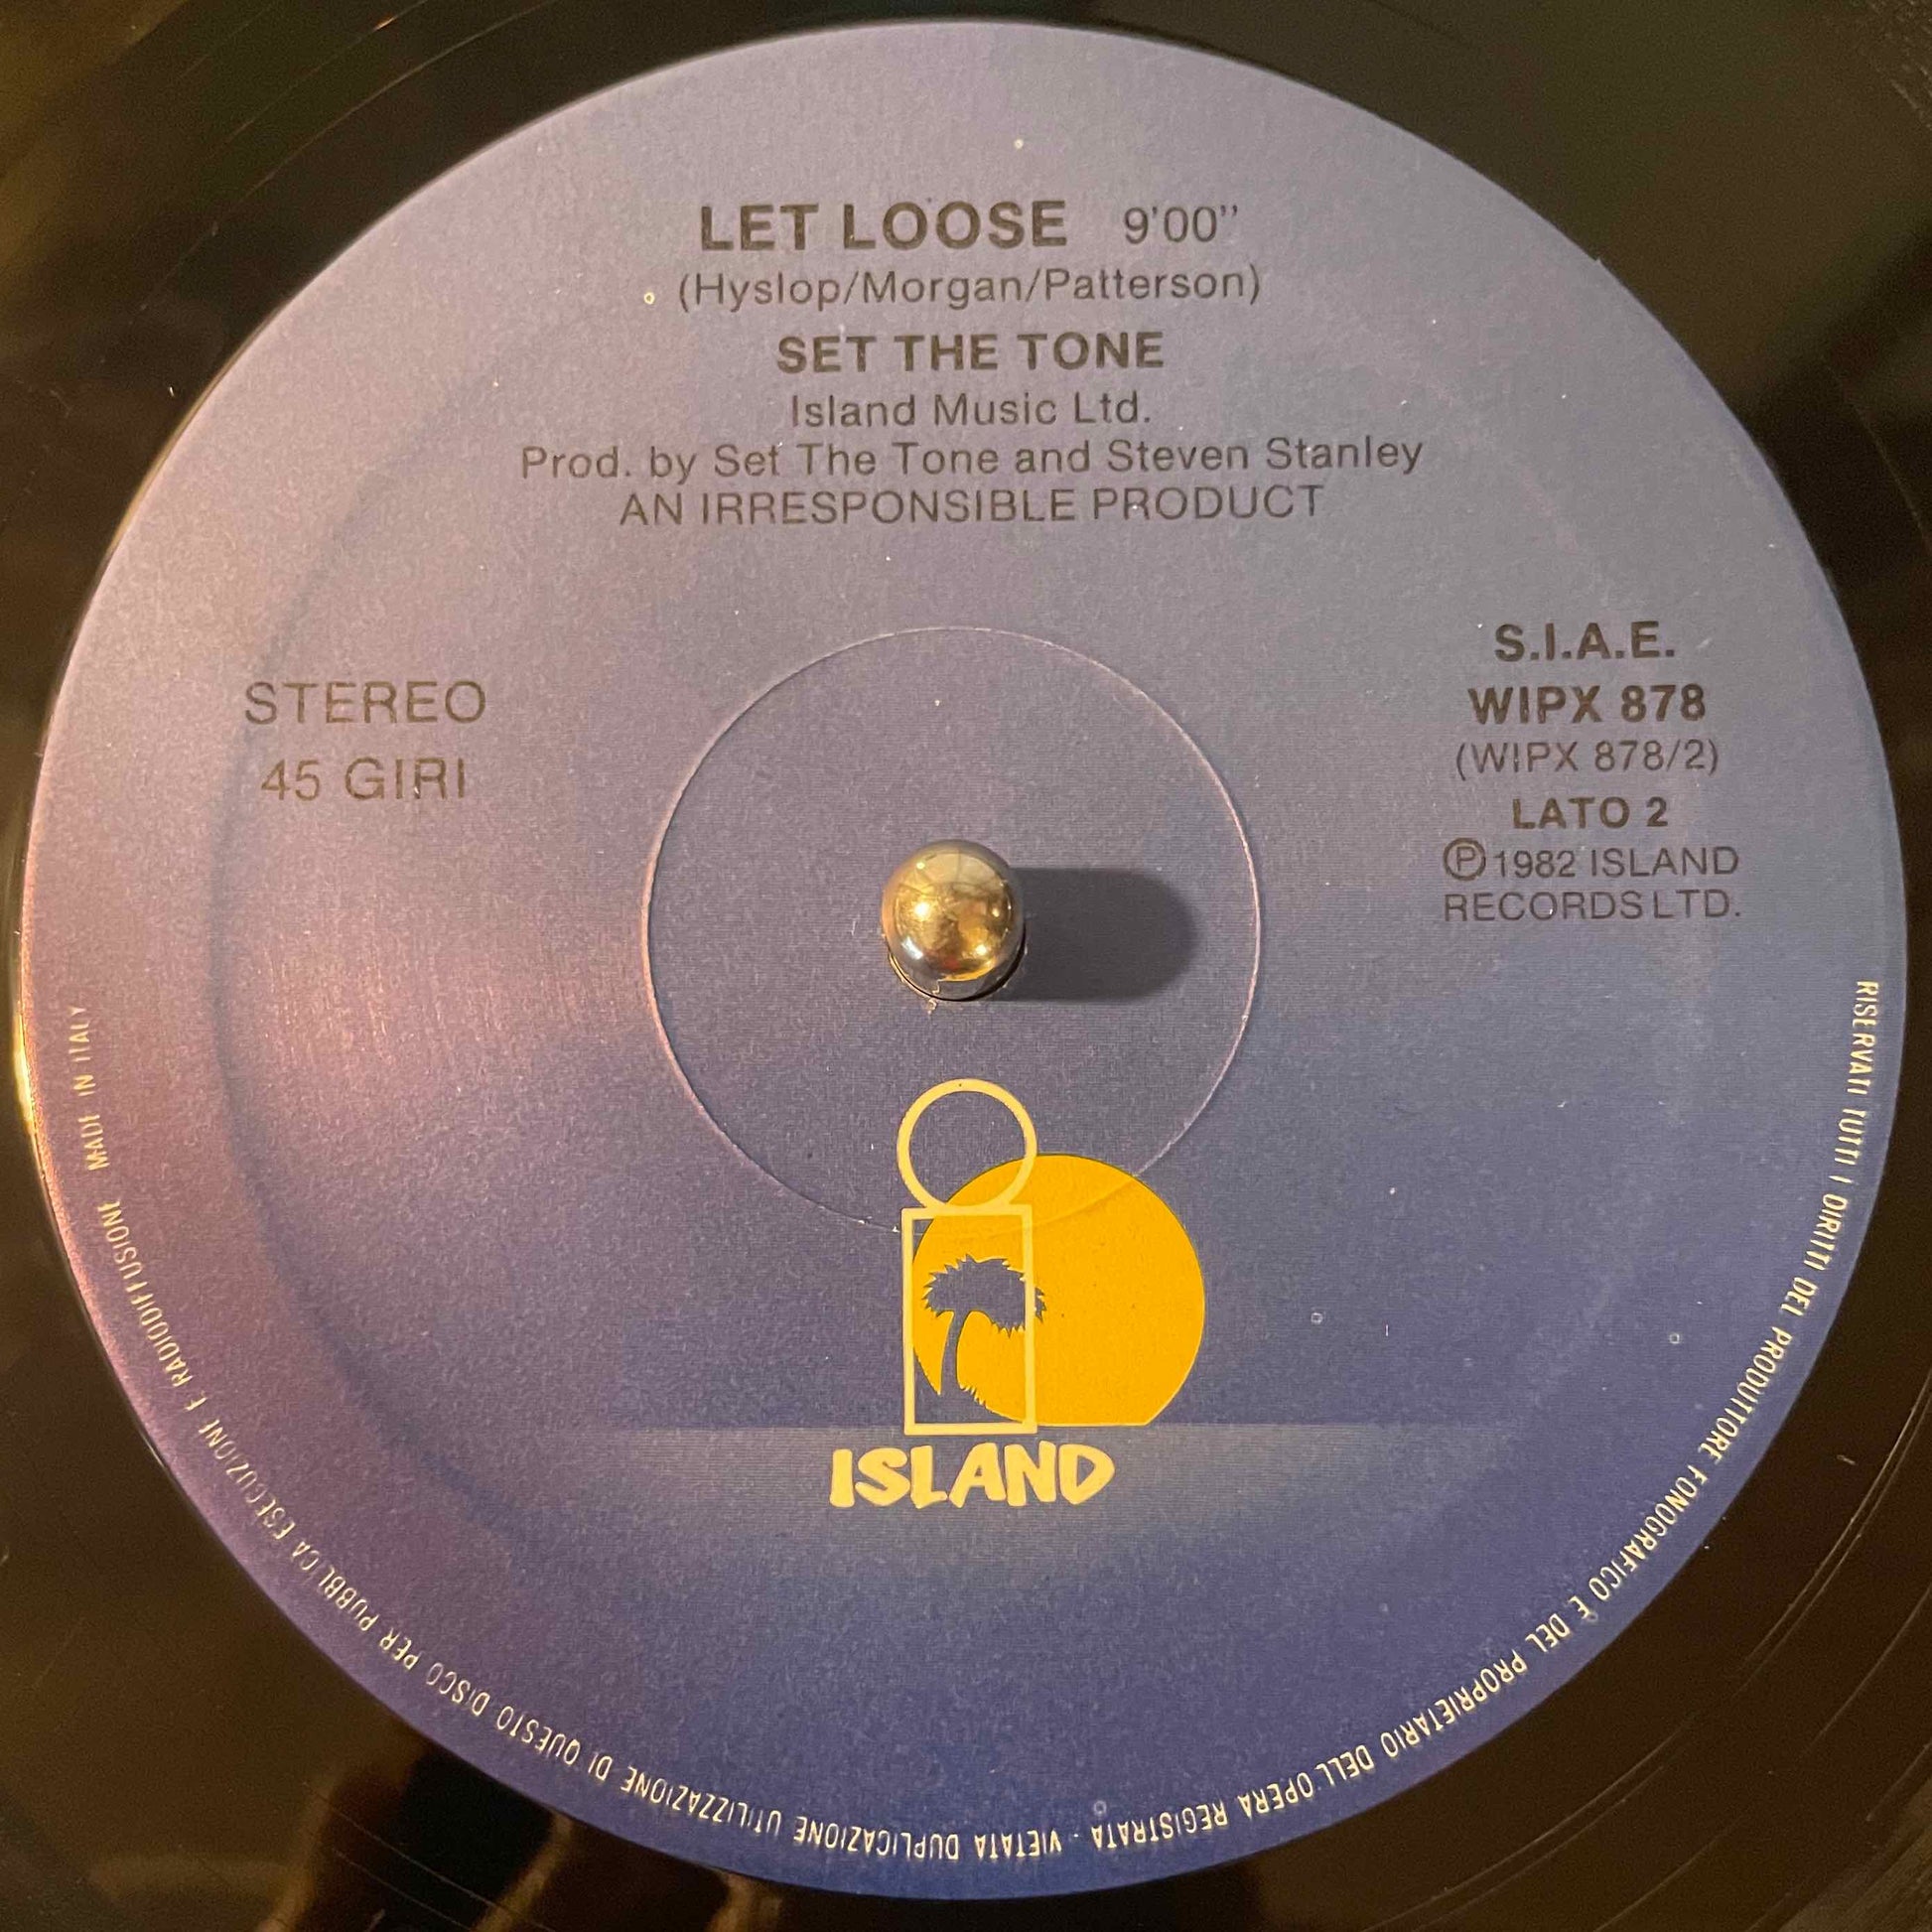 LET LOOSE 9'00"
(Hyslop/Morgan/Patterson)
SET THE TONE
Island Music Ltd.
Prod. by Set The Tone and Steven Stanley
AN IRRESPONSIBLE PRODUCT
STEREO
45 GIRI
S.I.A.E.
WIPX 878
(WIPX 878/2)
LATO 2
Ⓟ1982 ISLAND
RECORDS LTD.
ISLAND
RISERVATI TUTTI I DIRITTI DEL PRODUTTORE FONOGRAFICO E DEL PROPRIETARIO DELL'OPERA REGISTRATA - VIETATA DUPLICAZIONE UTILIZZAZIONE DI QUESTO DISCO PER PUBBLICA ESECUZIONE E RADIODIFFUSIONE MADE IN ITALY